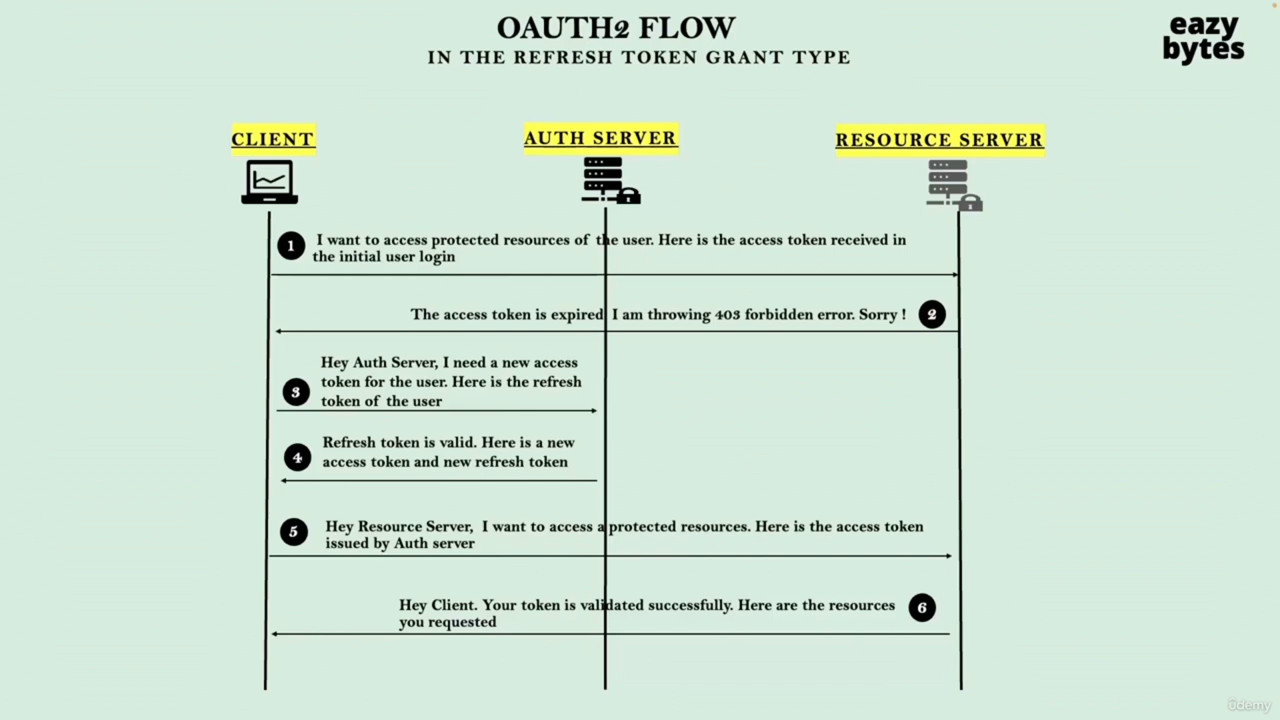 OAUTH2 FLOW
IN THE REFRESH TOKEN GRANT TYPE
eazy
bytes
CLIENT
AUTH SERVER
RESOURCE SERVER
1
I want to access protected resources of the user. Here is the access token received in
the initial user login
The access token is expired. I am throwing 403 forbidden error. Sorry !
2
Hey Auth Server, I need a new access
token for the user. Here is the refresh
token of the user
3
Refresh token is valid. Here is a new
access token and new refresh token
4
5
Hey Resource Server, I want to access a protected resources. Here is the access token
issued by Auth server
Hey Client. Your token is validated successfully. Here are the resources
you requested
6
ûdemy